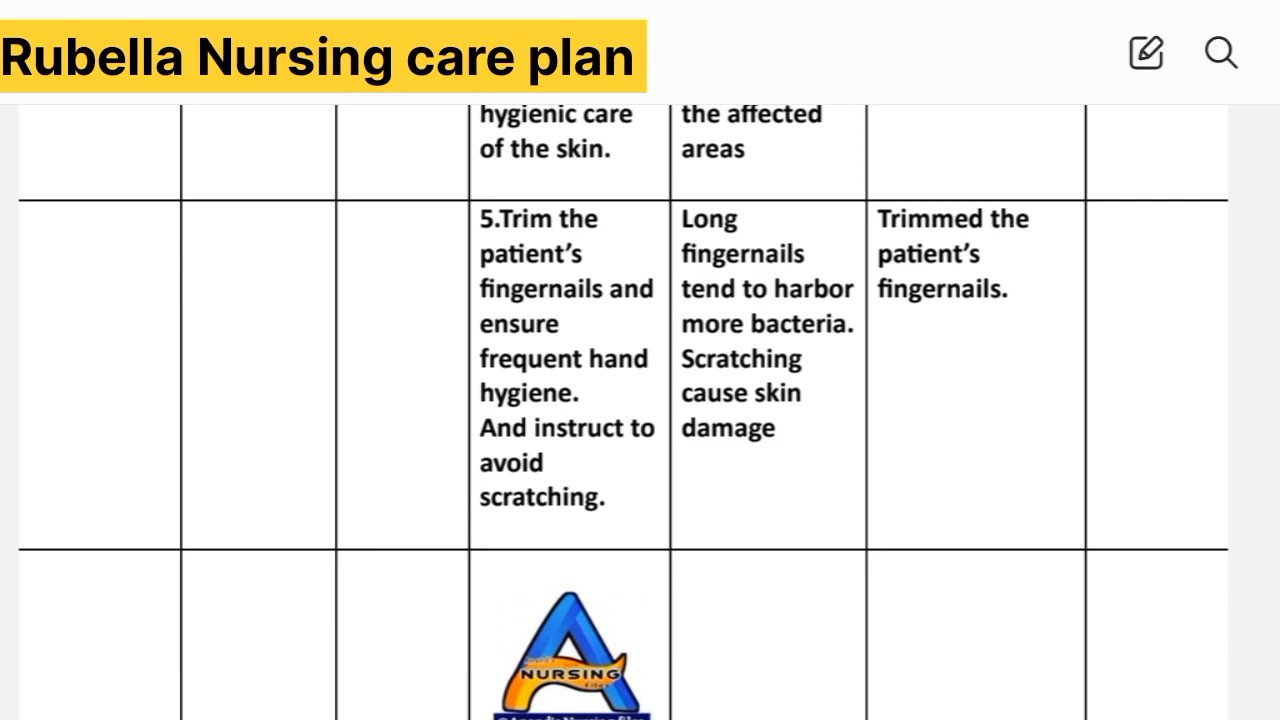 Rubella Nursing care plan
hygienic care
of the skin.
the affected
areas
5.Trim the
patient's
fingernails and
ensure
frequent hand
hygiene.
And instruct to
avoid
scratching.
Long
fingernails
tend to harbor
more bacteria.
Scratching
cause skin
damage
Trimmed the
patient's
fingernails.
NURSING
Files